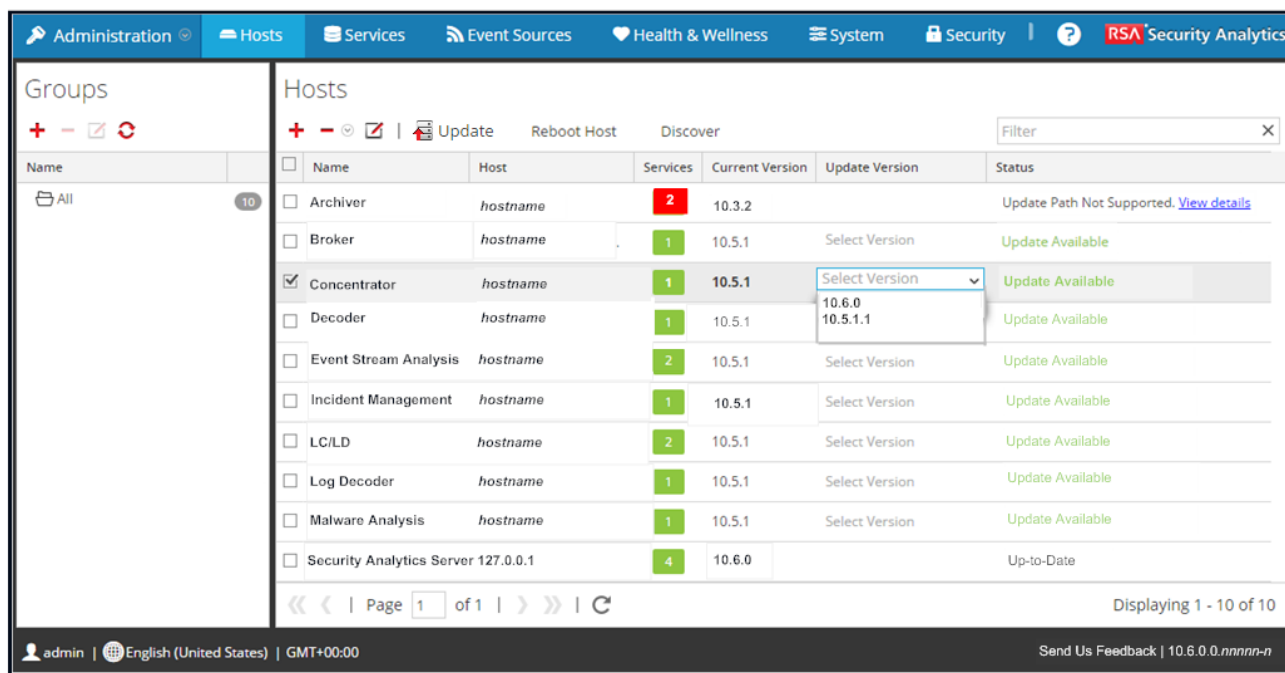 Administration Hosts Services Event Sources Health & Wellness System Security | ? RSA Security Analytics
Groups
Name
All 10
Hosts
| Update Reboot Host Discover Filter
Name Host Services Current Version Update Version Status
Archiver hostname 2 10.3.2 Update Path Not Supported. View details
Broker hostname . 1 10.5.1 Select Version Update Available
Concentrator hostname 1 10.5.1 Select Version Update Available
10.6.0
10.5.1.1
Decoder hostname 1 10.5.1 Update Available
Event Stream Analysis hostname 2 10.5.1 Select Version Update Available
Incident Management hostname 1 10.5.1 Select Version Update Available
LC/LD hostname 2 10.5.1 Select Version Update Available
Log Decoder hostname 1 10.5.1 Select Version Update Available
Malware Analysis hostname 1 10.5.1 Select Version Update Available
Security Analytics Server 127.0.0.1 4 10.6.0 Up-to-Date
| Page 1 of 1 | | Displaying 1 - 10 of 10
admin | English (United States) | GMT+00:00 Send Us Feedback | 10.6.0.0.nnnnn-n